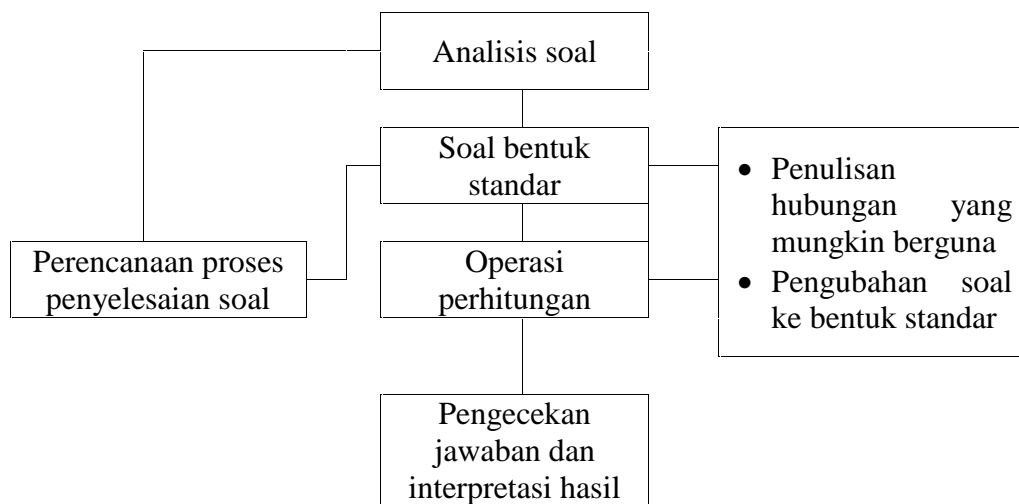 Analisis soal
Soal bentuk
standar
Perencanaan proses
penyelesaian soal
Operasi
perhitungan
• Penulisan
hubungan yang
mungkin berguna
• Pengubahan soal
ke bentuk standar
Pengecekan
jawaban dan
interpretasi hasil